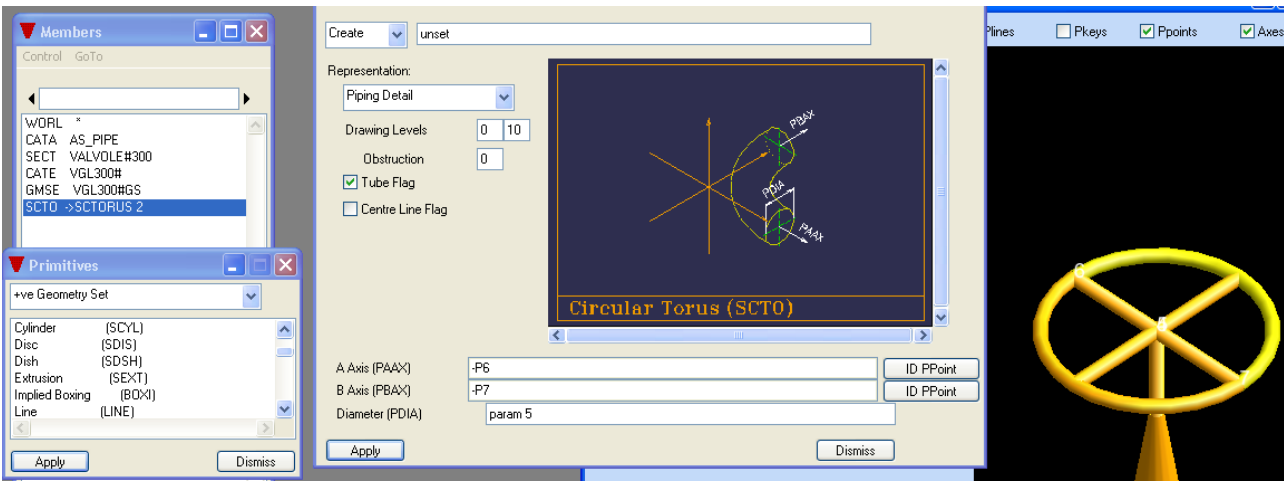 Members
Control GoTo
WORL *
CATA AS_PIPE
SECT VALVOLE#300
CATE VGL300#
GMSE VGL300#GS
SCTO ->SCTORUS 2
Primitives
+ve Geometry Set
Cylinder (SCYL)
Disc (SDIS)
Dish (SDSH)
Extrusion (SEXT)
Implied Boxing (BOXI)
Line (LINE)
Apply Dismiss
Create unset
Representation:
Piping Detail
Drawing Levels 0 10
Obstruction 0
Tube Flag
Centre Line Flag
PBAX
PDIA
PAAX
Circular Torus (SCTO)
A Axis (PAAX) -P6 ID PPoint
B Axis (PBAX) -P7 ID PPoint
Diameter (PDIA) param 5
Apply Dismiss
Plines Pkeys Ppoints Axes
6
7